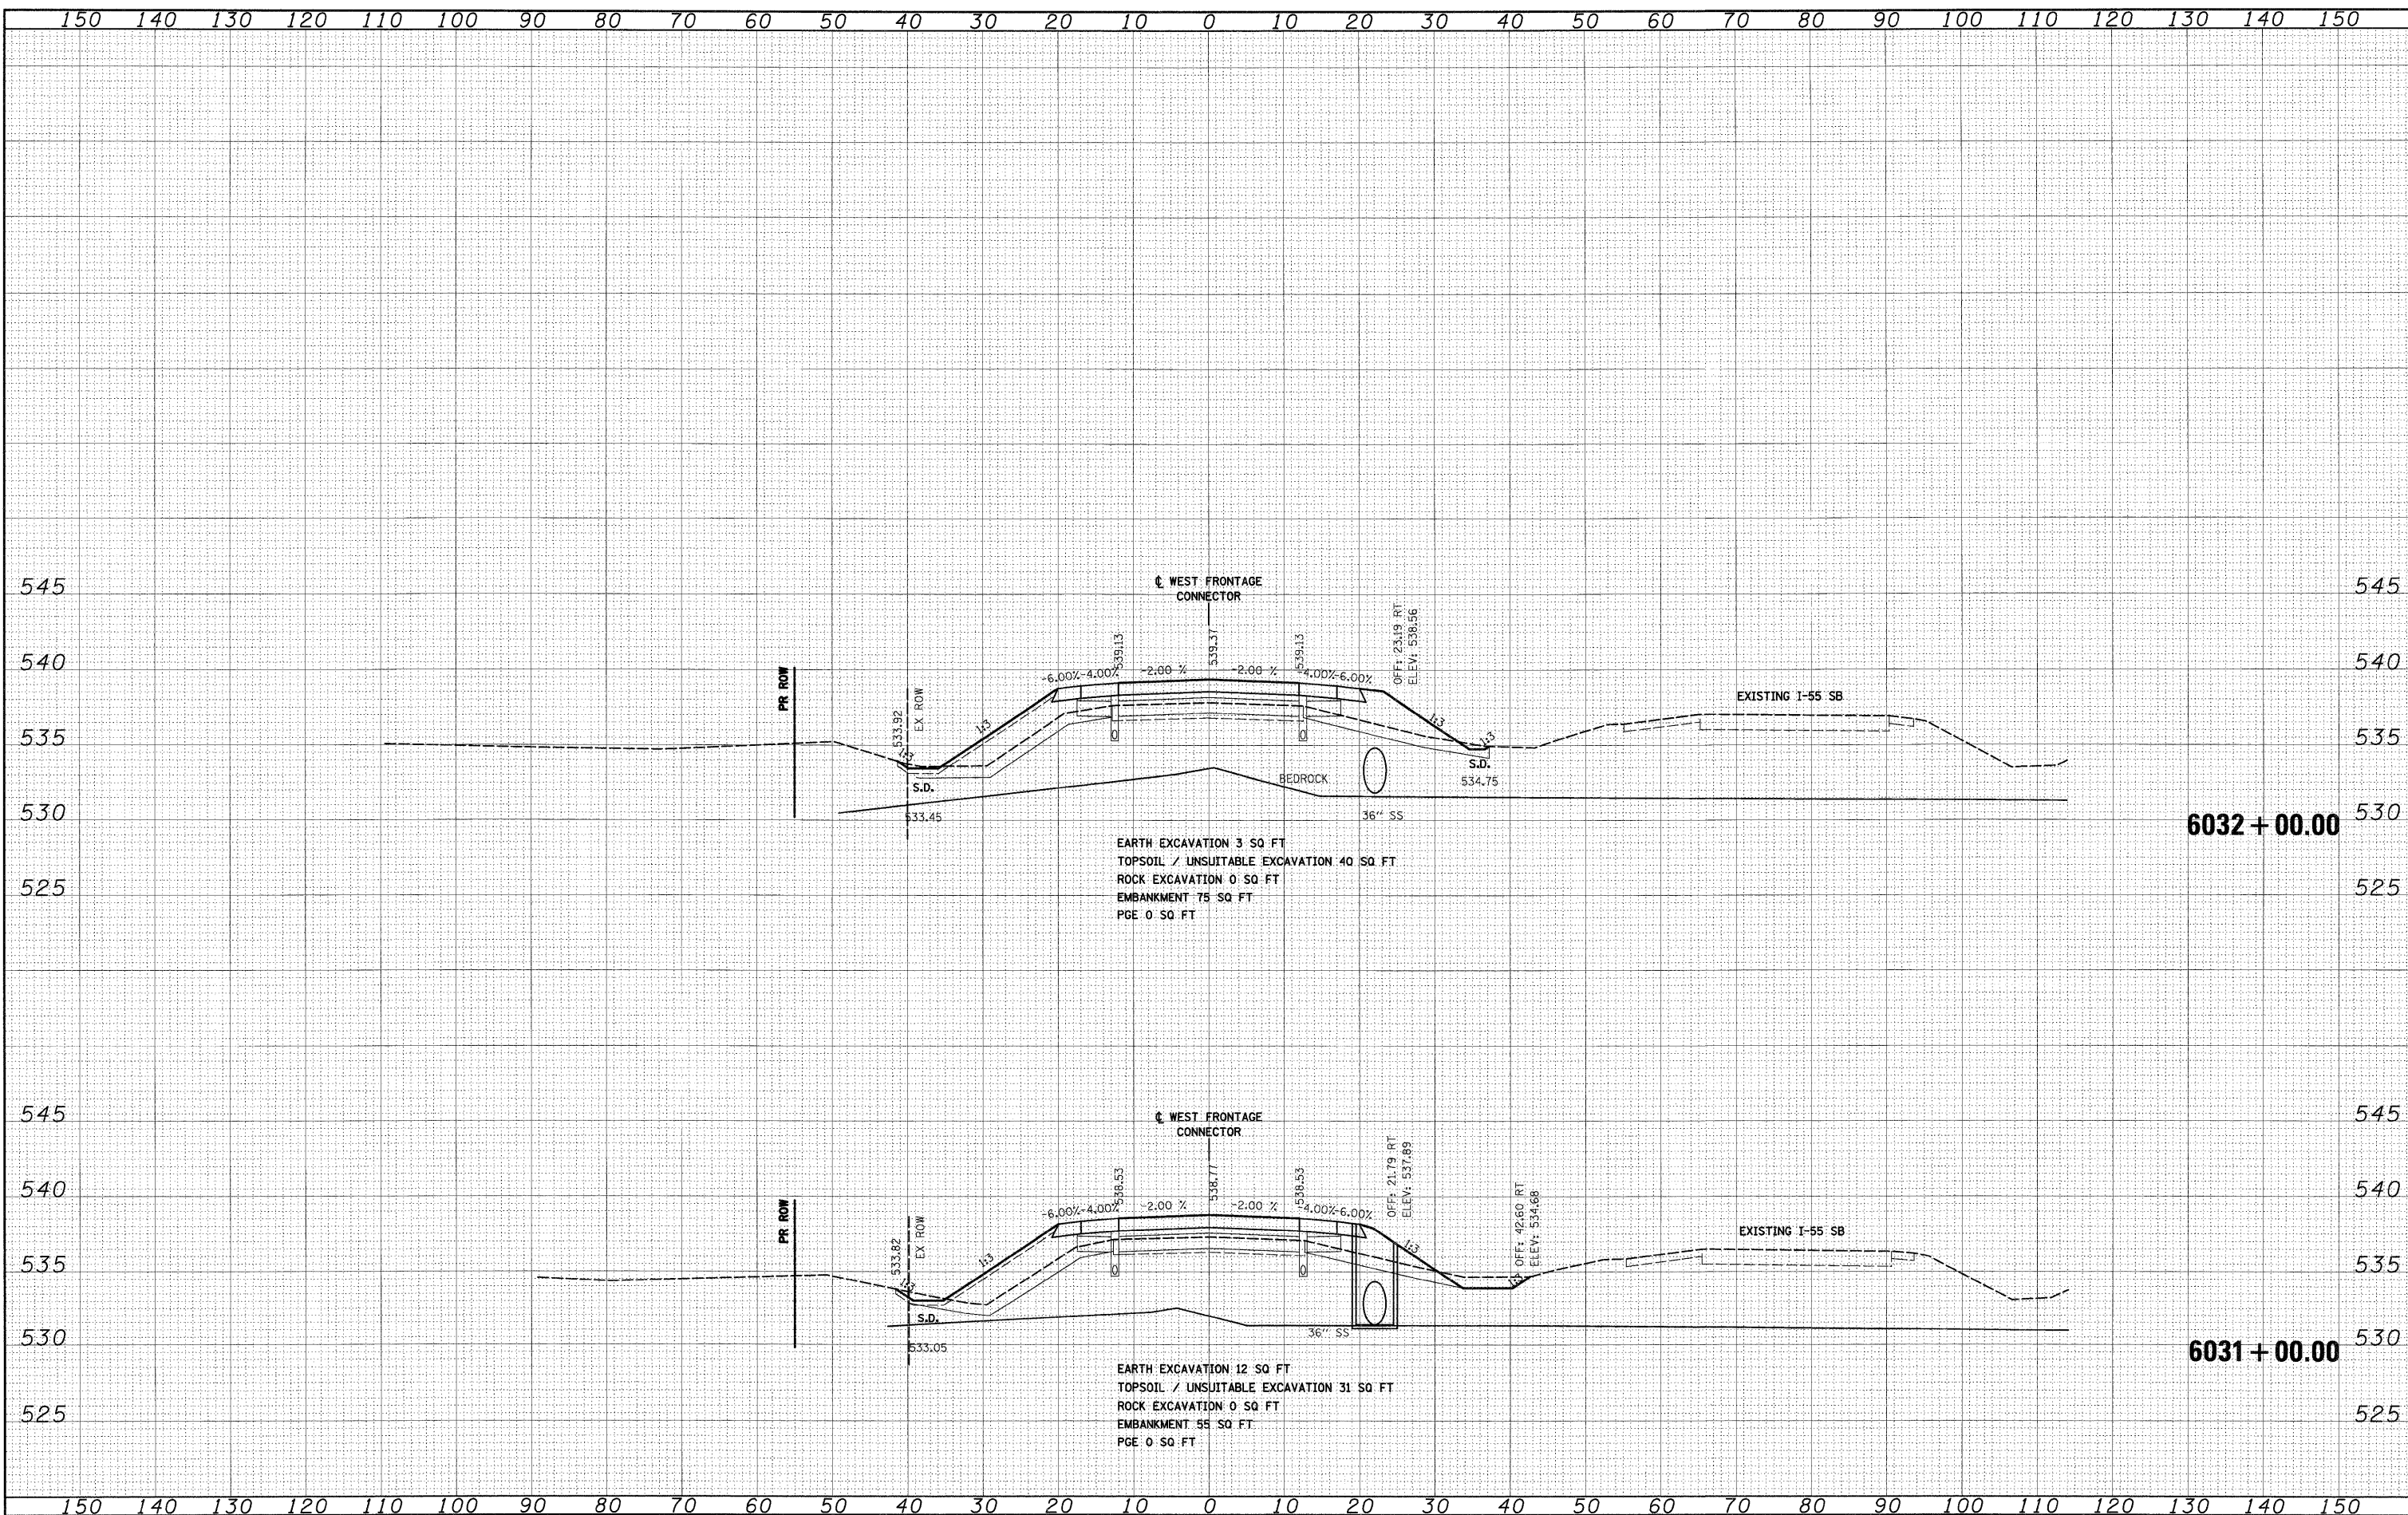 150 140 130 120 110 100 90 80 70 60 50 40 30 20 10 0 10 20 30 40 50 60 70 80 90 100 110 120 130 140 150
545 545
℄ WEST FRONTAGE
CONNECTOR
OFF: 23.19 RT
ELEV: 538.56
539.13 539.37 539.13
540 540
PR ROW
-6.00% -4.00% -2.00 % -2.00 % -4.00% -6.00%
EX ROW
533.92
EXISTING I-55 SB
1:3 1:3
535 535
1:3 1:3
S.D.
BEDROCK
534.75
S.D.
530 530
533.45
36" SS
6032+00.00
EARTH EXCAVATION 3 SQ FT
TOPSOIL / UNSUITABLE EXCAVATION 40 SQ FT
ROCK EXCAVATION 0 SQ FT
EMBANKMENT 75 SQ FT
PGE 0 SQ FT
525 525
545 545
℄ WEST FRONTAGE
CONNECTOR
OFF: 21.79 RT
ELEV: 537.89
538.53 538.77 538.53
OFF: 42.60 RT
ELEV: 534.68
540 540
PR ROW
-6.00% -4.00% -2.00 % -2.00 % -4.00% -6.00%
EX ROW
533.82
EXISTING I-55 SB
1:3 1:3
535 535
1:3 1:3
S.D.
36" SS
530 530
533.05
6031+00.00
EARTH EXCAVATION 12 SQ FT
TOPSOIL / UNSUITABLE EXCAVATION 31 SQ FT
ROCK EXCAVATION 0 SQ FT
EMBANKMENT 55 SQ FT
PGE 0 SQ FT
525 525
150 140 130 120 110 100 90 80 70 60 50 40 30 20 10 0 10 20 30 40 50 60 70 80 90 100 110 120 130 140 150